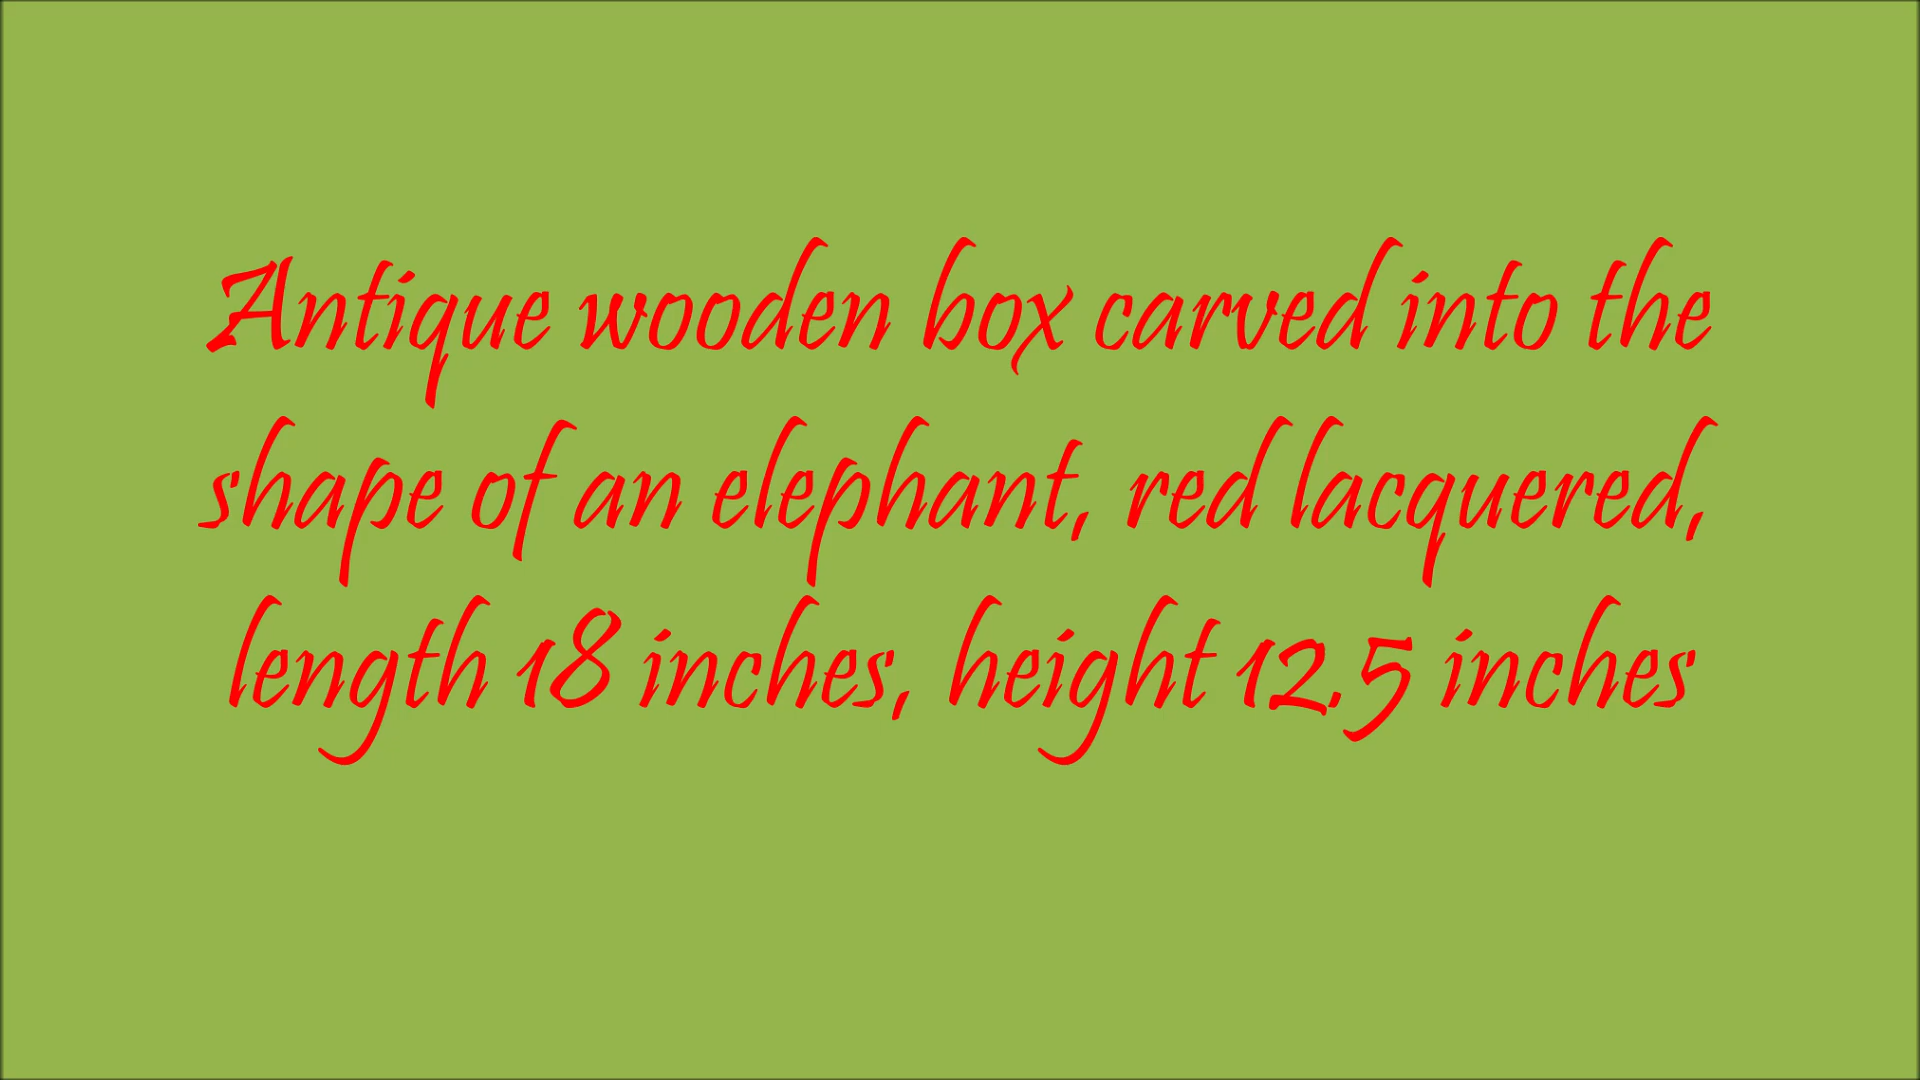 Antique wooden box carved into the
shape of an elephant, red lacquered,
length 18 inches, height 12.5 inches